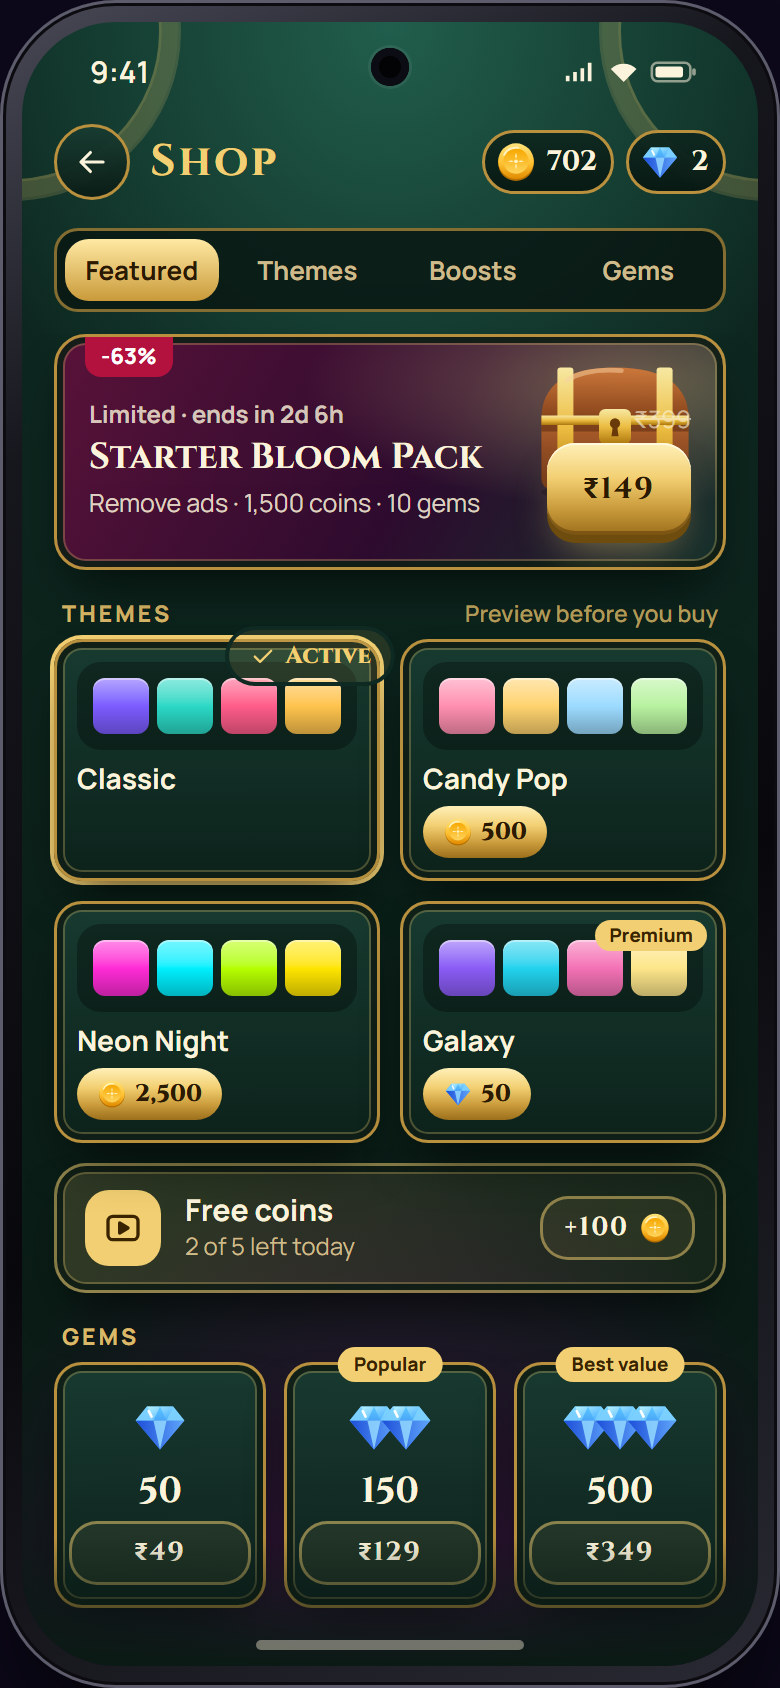 9:41
SHOP
702
2
Featured
Themes
Boosts
Gems
-63%
Limited · ends in 2d 6h
STARTER BLOOM PACK
Remove ads · 1,500 coins · 10 gems
₹399
₹149
THEMES
Preview before you buy
ACTIVE
Classic
Candy Pop
500
Premium
Neon Night
2,500
Galaxy
50
Free coins
2 of 5 left today
+100
GEMS
50
₹49
Popular
150
₹129
Best value
500
₹349